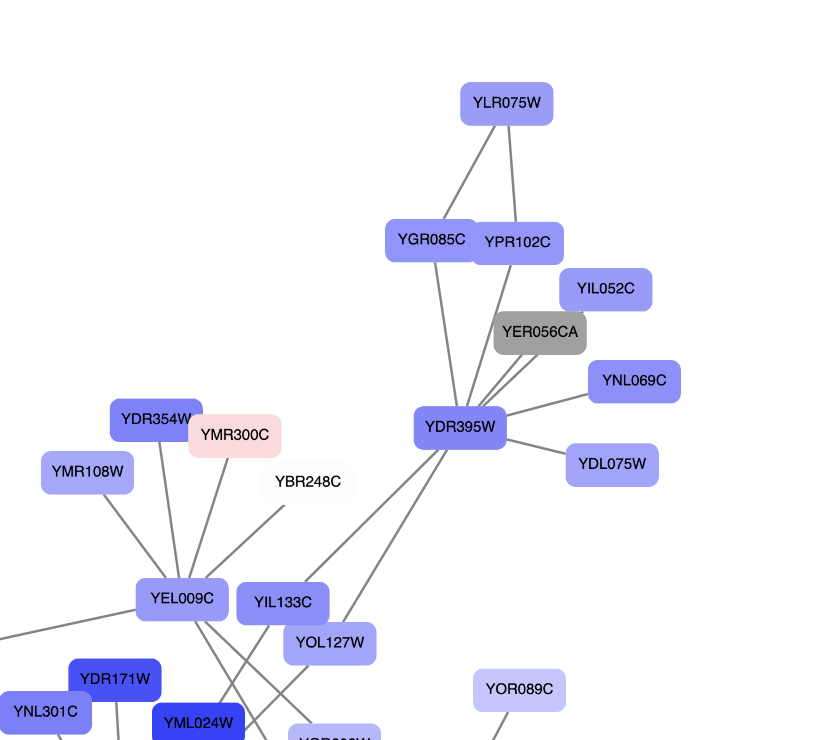 YLR075W
YGR085C
YPR102C
YIL052C
YER056CA
YNL069C
YDR354W
YMR300C
YDR395W
YMR108W
YBR248C
YDL075W
YEL009C
YIL133C
YOL127W
YDR171W
YOR089C
YNL301C
YML024W